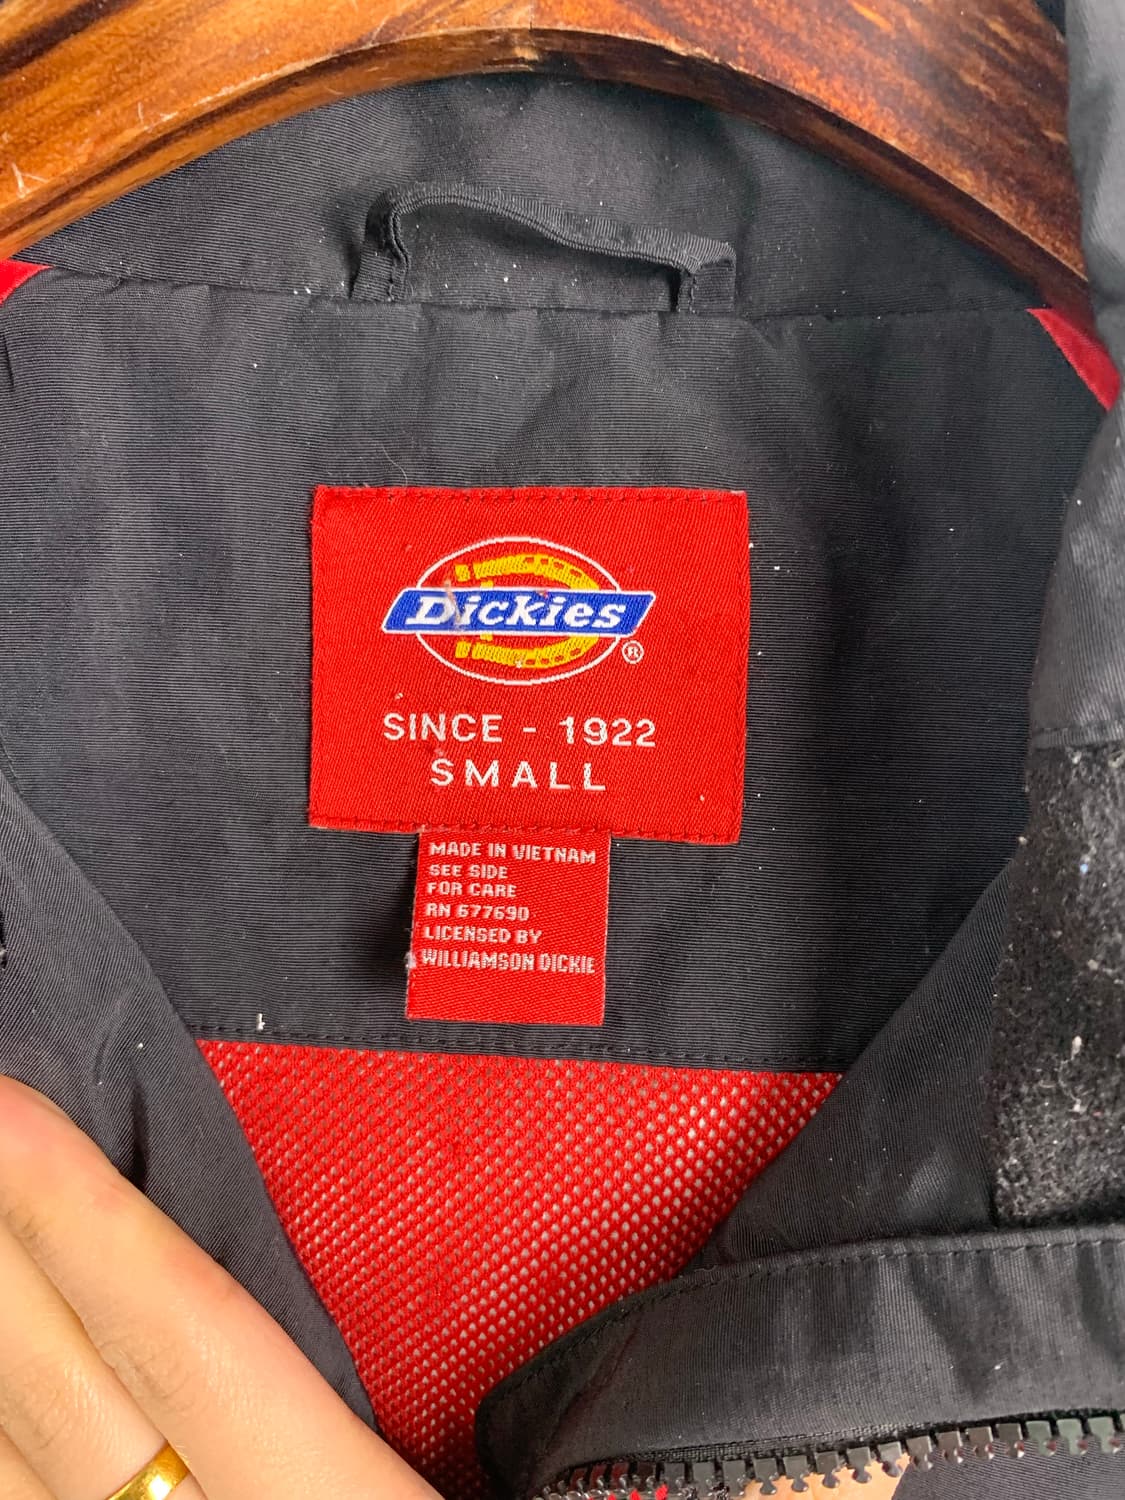 Dickies
®
SINCE - 1922
SMALL
MADE IN VIETNAM
SEE SIDE
FOR CARE
RN 677690
LICENSED BY
WILLIAMSON DICKIE